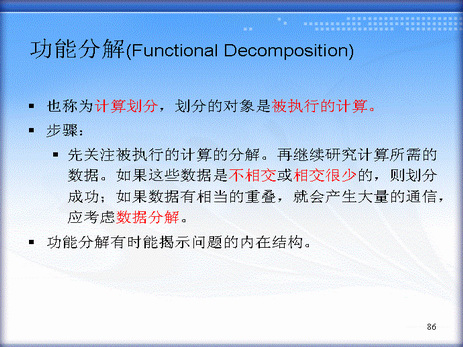 功能分解(Functional Decomposition)
▪ 也称为计算划分，划分的对象是被执行的计算。
▪ 步骤：
▪ 先关注被执行的计算的分解。再继续研究计算所需的
数据。如果这些数据是不相交或相交很少的，则划分
成功；如果数据有相当的重叠，就会产生大量的通信，
应考虑数据分解。
▪ 功能分解有时能揭示问题的内在结构。
86